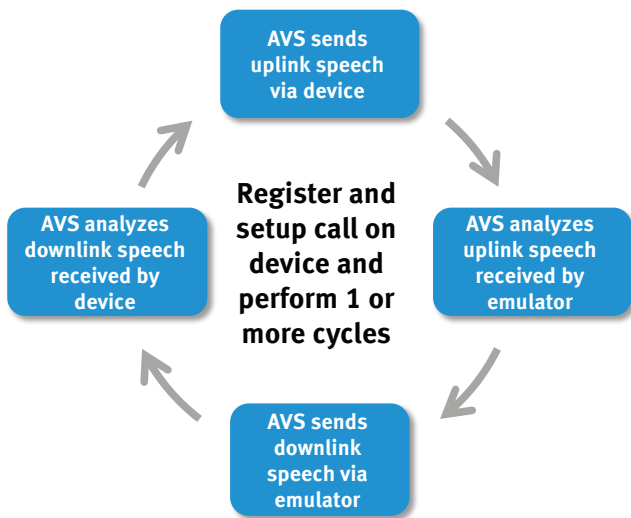 AVS sends
uplink speech
via device
AVS analyzes
downlink speech
received by
device
Register and
setup call on
device and
perform 1 or
more cycles
AVS analyzes
uplink speech
received by
emulator
AVS sends
downlink
speech via
emulator